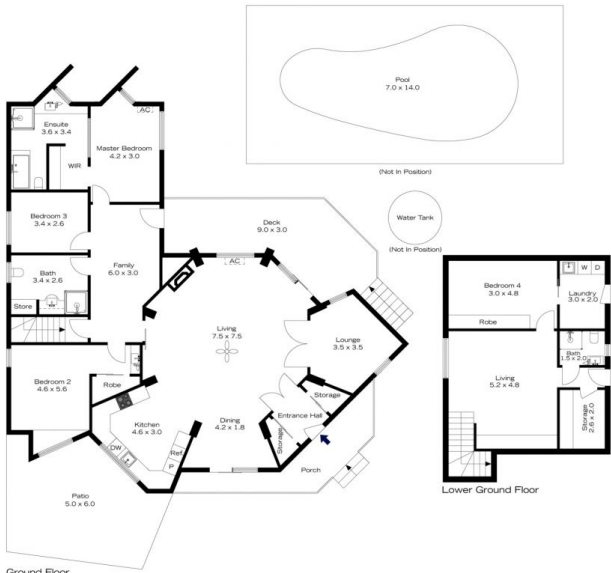 Pool
7.0 x 14.0
(Not In Position)
Water Tank
(Not In Position)
Ensuite
3.6 x 3.4
WIR
AC
Master Bedroom
4.2 x 3.0
Bedroom 3
3.4 x 2.6
Bath
3.4 x 2.6
Store
Family
6.0 x 3.0
Deck
9.0 x 3.0
AC
Living
7.5 x 7.5
Lounge
3.5 x 3.5
Bedroom 2
4.6 x 5.6
Robe
Kitchen
4.6 x 3.0
DW
Ref.
P
Dining
4.2 x 1.8
Storage
Entrance Hall
Storage
Porch
Patio
5.0 x 6.0
Ground Floor
Bedroom 4
3.0 x 4.8
Robe
W D
Laundry
3.0 x 2.0
Bath
1.5 x 2.0
Living
5.2 x 4.8
Storage
2.6 x 2.0
Lower Ground Floor